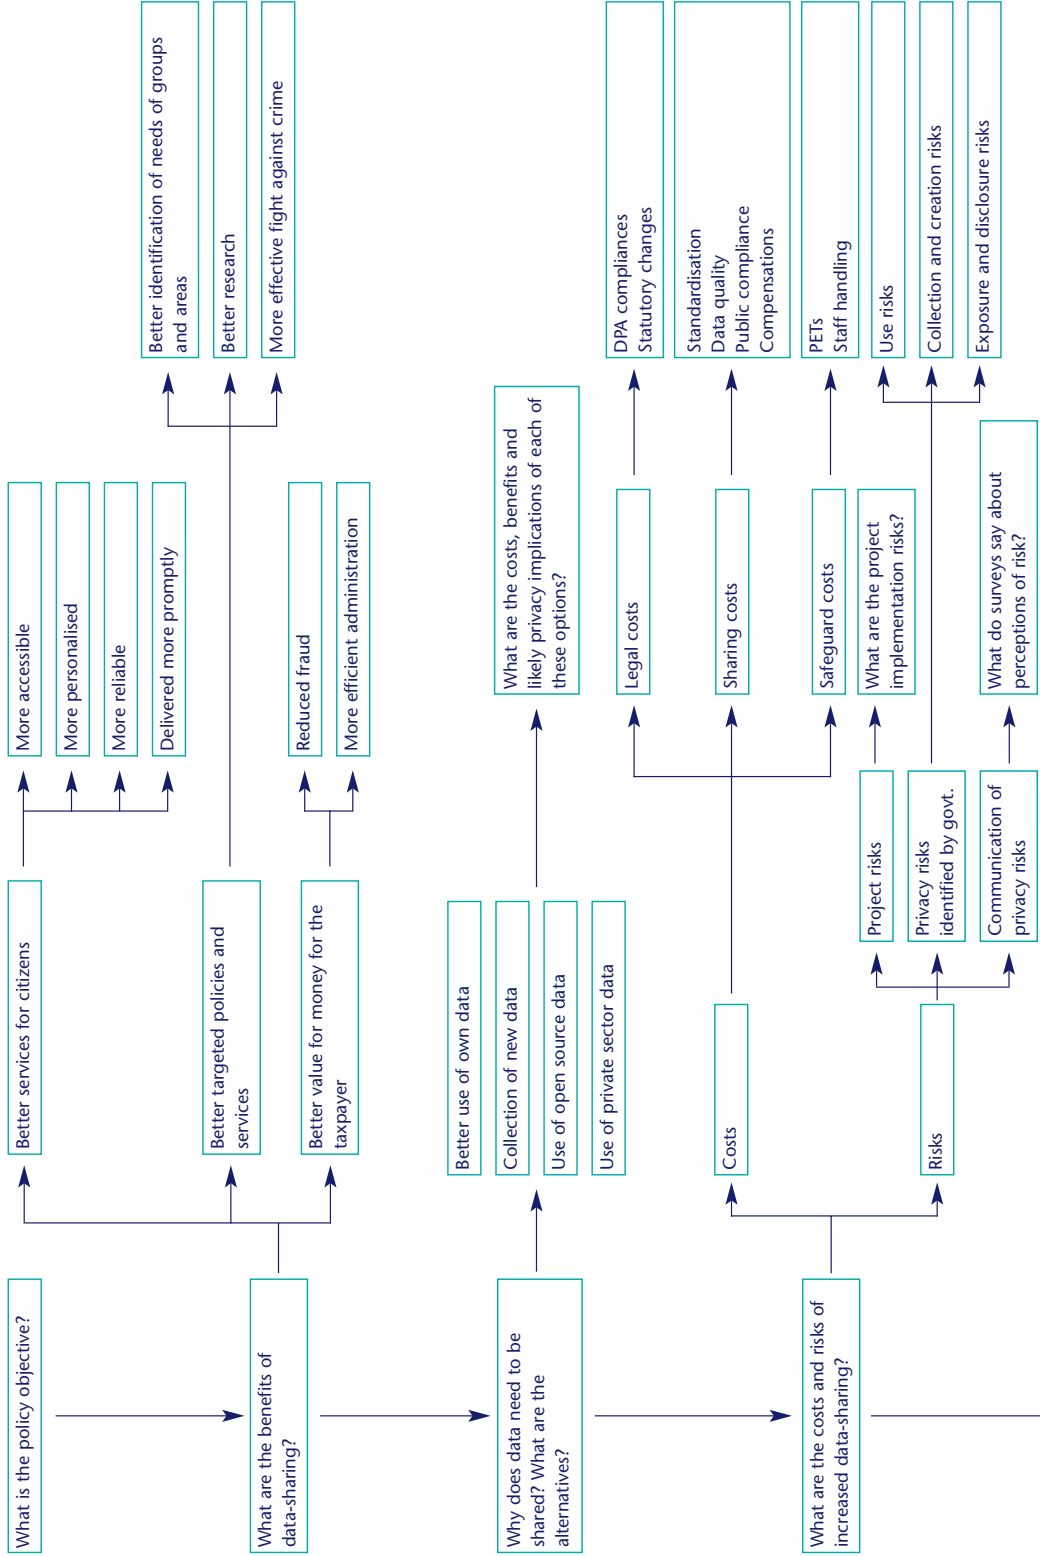 What is the policy objective?
What are the benefits of
data-sharing?
Better services for citizens
More accessible
More personalised
More reliable
Delivered more promptly
Better targeted policies and
services
Better identification of needs of groups
and areas
Better research
More effective fight against crime
Better value for money for the
taxpayer
Reduced fraud
More efficient administration
Why does data need to be
shared? What are the
alternatives?
Better use of own data
Collection of new data
Use of open source data
Use of private sector data
What are the costs, benefits and
likely privacy implications of each of
these options?
What are the costs and risks of
increased data-sharing?
Costs
Legal costs
DPA compliances
Statutory changes
Sharing costs
Standardisation
Data quality
Public compliance
Compensations
Safeguard costs
PETs
Staff handling
Risks
Project risks
What are the project
implementation risks?
Privacy risks
identified by govt.
Use risks
Collection and creation risks
Exposure and disclosure risks
Communication of
privacy risks
What do surveys say about
perceptions of risk?